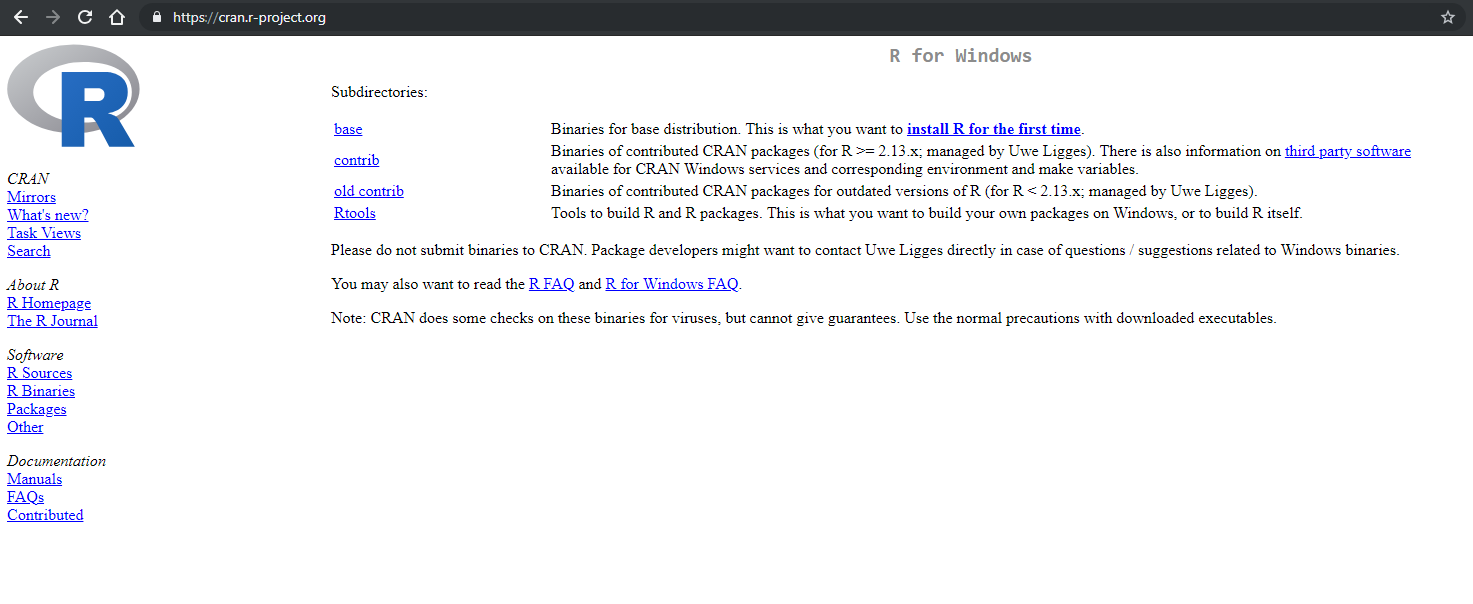 https://cran.r-project.org
R
CRAN
Mirrors
What's new?
Task Views
Search
About R
R Homepage
The R Journal
Software
R Sources
R Binaries
Packages
Other
Documentation
Manuals
FAQs
Contributed
R for Windows
Subdirectories:
base Binaries for base distribution. This is what you want to install R for the first time.
contrib Binaries of contributed CRAN packages (for R >= 2.13.x; managed by Uwe Ligges). There is also information on third party software
available for CRAN Windows services and corresponding environment and make variables.
old contrib Binaries of contributed CRAN packages for outdated versions of R (for R < 2.13.x; managed by Uwe Ligges).
Rtools Tools to build R and R packages. This is what you want to build your own packages on Windows, or to build R itself.
Please do not submit binaries to CRAN. Package developers might want to contact Uwe Ligges directly in case of questions / suggestions related to Windows binaries.
You may also want to read the R FAQ and R for Windows FAQ.
Note: CRAN does some checks on these binaries for viruses, but cannot give guarantees. Use the normal precautions with downloaded executables.